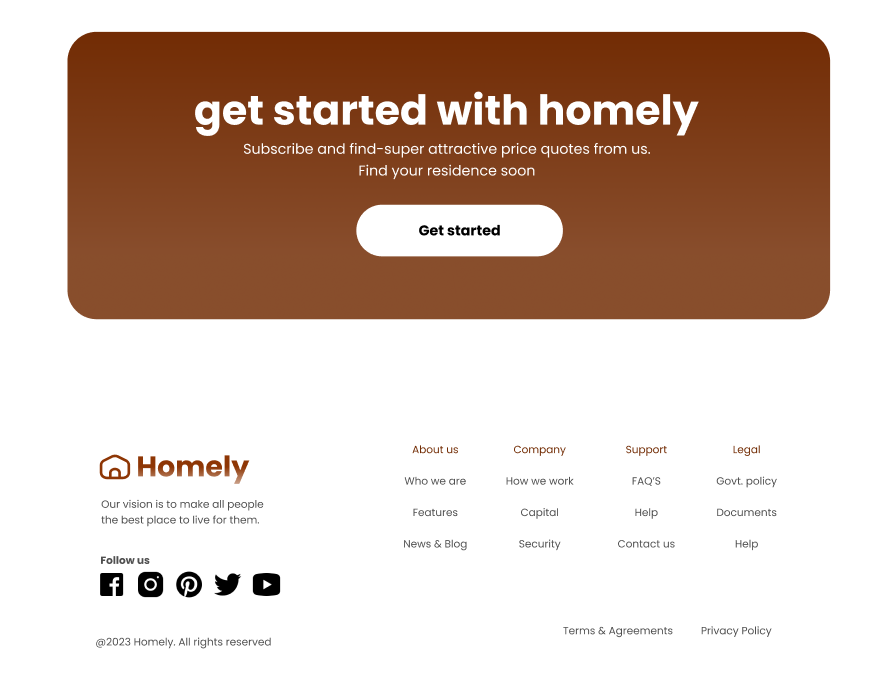 get started with homely
Subscribe and find-super attractive price quotes from us.
Find your residence soon
Get started
Homely
Our vision is to make all people
the best place to live for them.
Follow us
@2023 Homely. All rights reserved
About us
Who we are
Features
News & Blog
Company
How we work
Capital
Security
Support
FAQ'S
Help
Contact us
Legal
Govt. policy
Documents
Help
Terms & Agreements
Privacy Policy